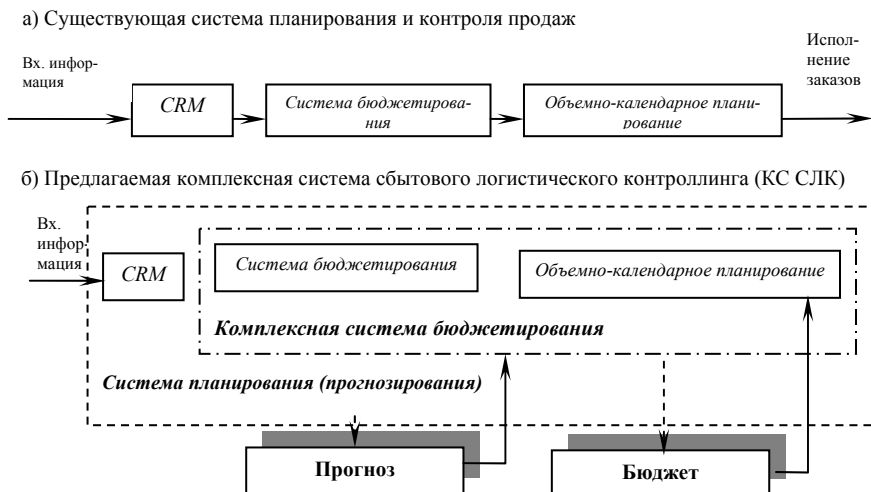 а) Существующая система планирования и контроля продаж
Испол-
нение
заказов
Вх. инфор-
мация
CRM
Система бюджетирова-
ния
Объемно-календарное плани-
рование
б) Предлагаемая комплексная система сбытового логистического контроллинга (КС СЛК)
Вх.
инфор-
мация
CRM
Система бюджетирования
Объемно-календарное планирование
Комплексная система бюджетирования
Система планирования (прогнозирования)
Прогноз
Бюджет